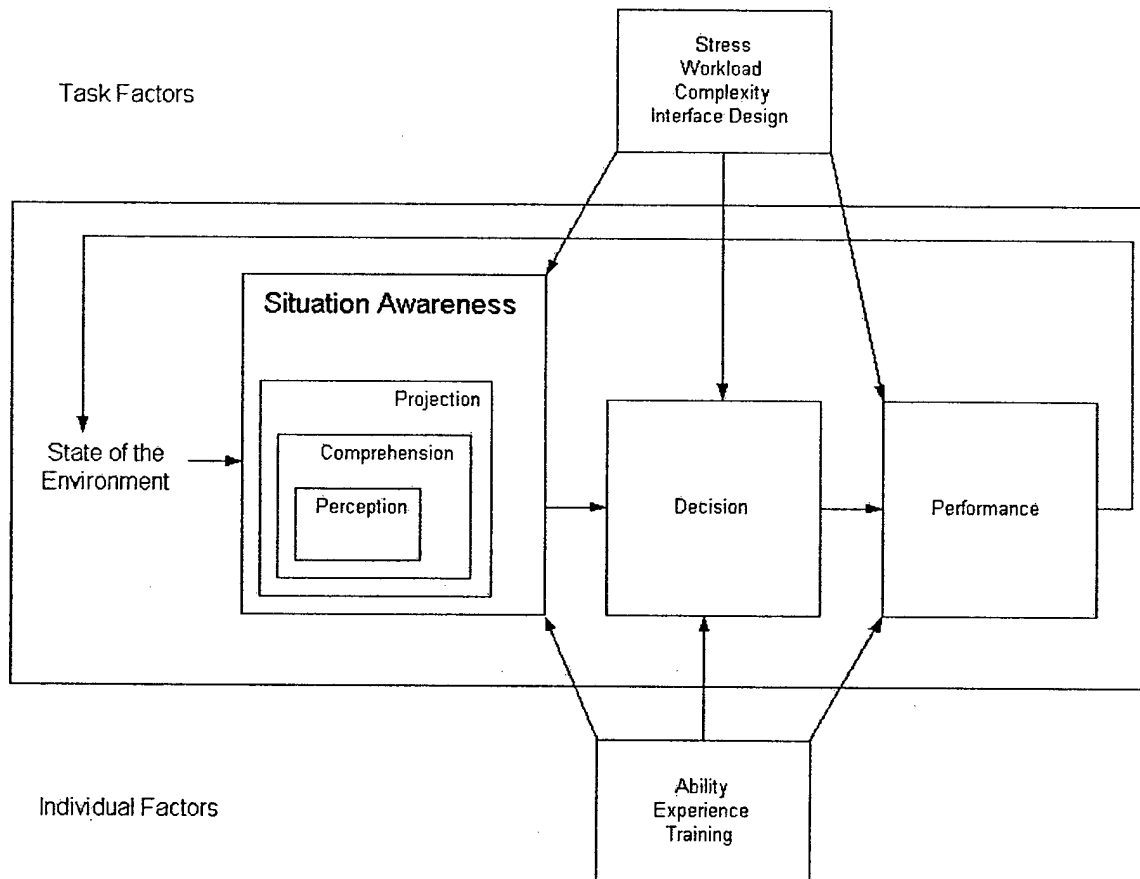 Stress
Workload
Complexity
Interface Design
Task Factors
Situation Awareness
Projection
Comprehension
Perception
State of the
Environment
Decision
Performance
Ability
Experience
Training
Individual Factors